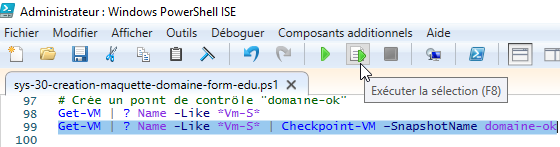 Administrateur : Windows PowerShell ISE
Fichier Modifier Afficher Outils Déboguer Composants additionnels Aide
sys-30-creation-maquette-domaine-form-edu.ps1 X
Exécuter la sélection (F8)
97 # Crée un point de contrôle "domaine-ok"
98 Get-VM | ? Name -Like *Vm-S*
99 Get-VM | ? Name -Like *Vm-S* | Checkpoint-VM -SnapshotName domaine-ok